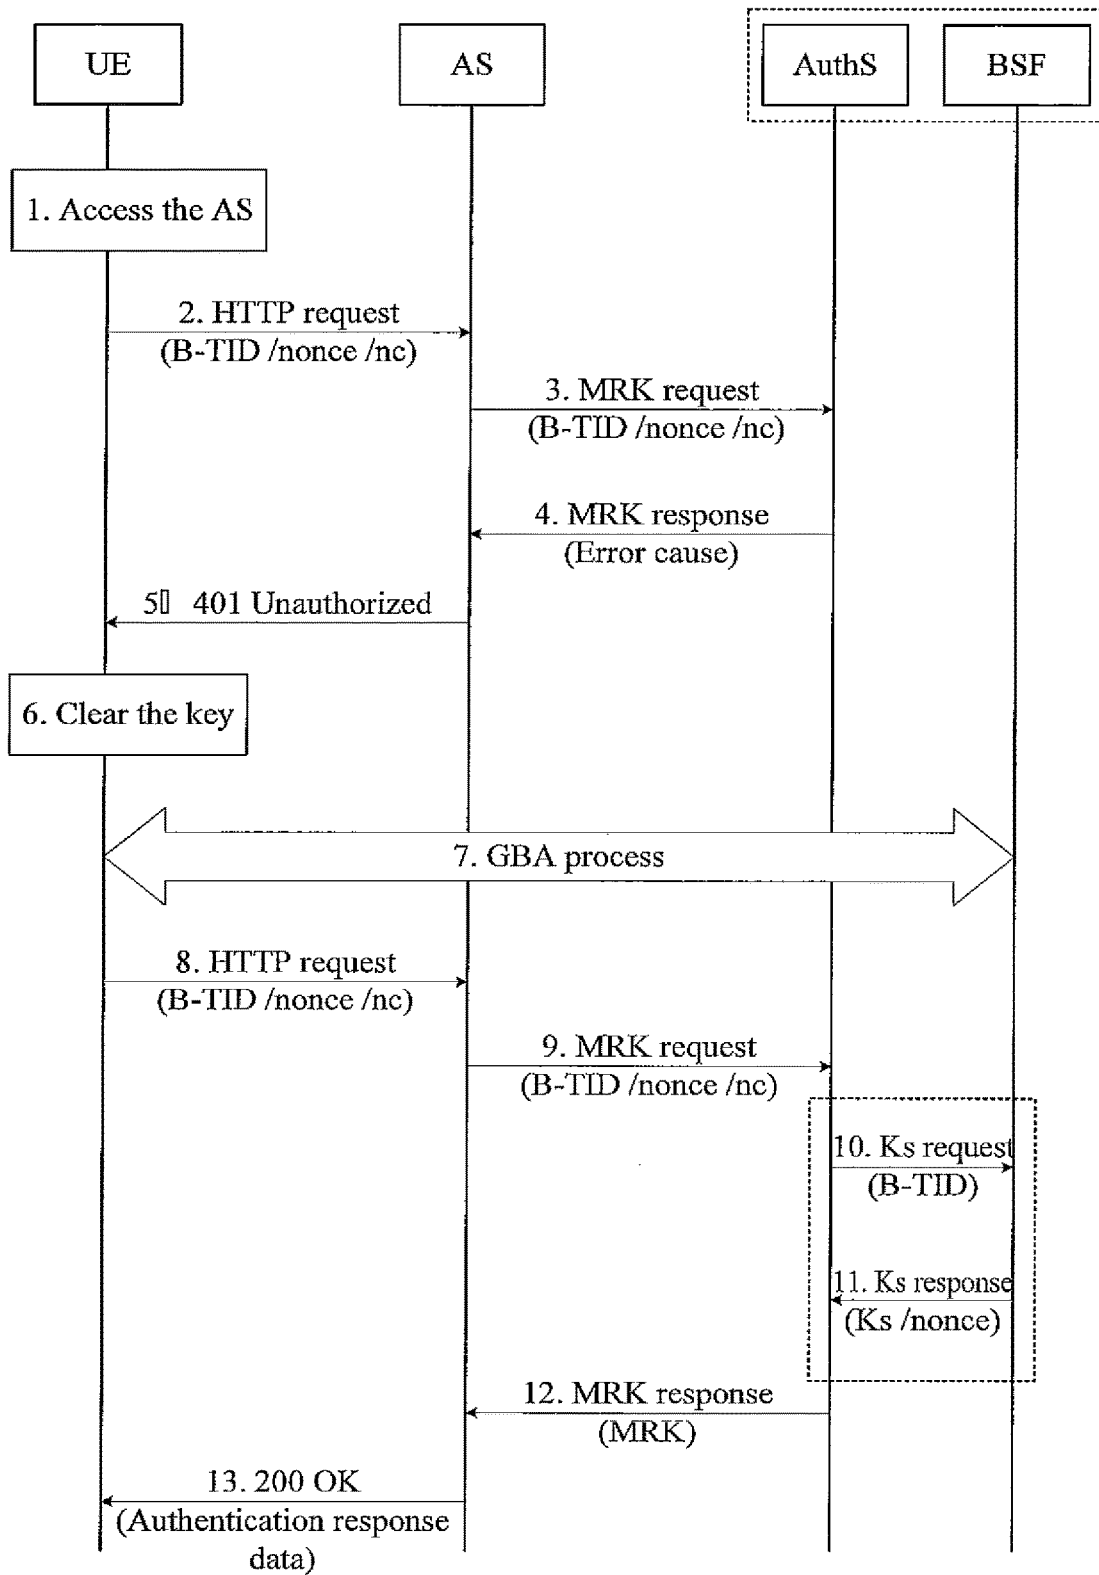 UE
AS
AuthS
BSF
1. Access the AS
2. HTTP request
(B-TID /nonce /nc)
3. MRK request
(B-TID /nonce /nc)
4. MRK response
(Error cause)
5▯ 401 Unauthorized
6. Clear the key
7. GBA process
8. HTTP request
(B-TID /nonce /nc)
9. MRK request
(B-TID /nonce /nc)
10. Ks request
(B-TID)
11. Ks response
(Ks /nonce)
12. MRK response
(MRK)
13. 200 OK
(Authentication response
data)